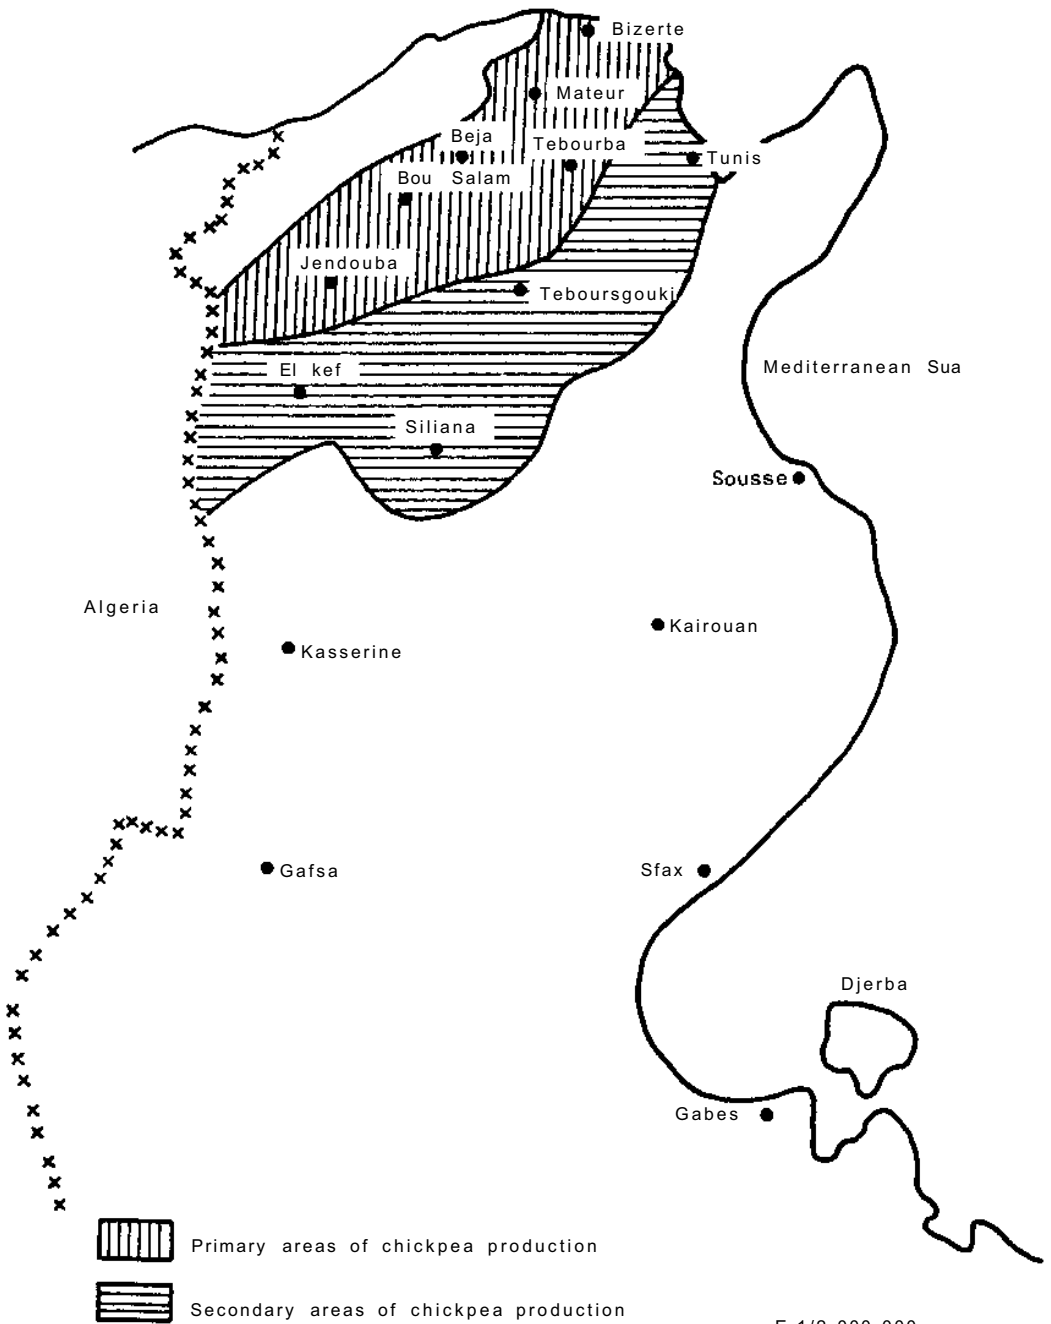 Bizerte
Mateur
Beja
Tebourba
Tunis
Bou Salam
Jendouba
Teboursgouki
El kef
Mediterranean Sua
Siliana
Sousse
Algeria
Kairouan
Kasserine
Gafsa
Sfax
Djerba
Gabes
Primary areas of chickpea production
Secondary areas of chickpea production